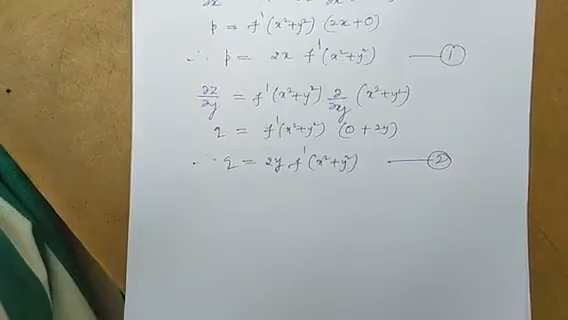 p = f'(x²+y²) (2x+0)
∴ p = 2x f'(x²+y²) —— ①
∂z/∂y = f'(x²+y²) ∂/∂y (x²+y²)
q = f'(x²+y²) (0 + 2y)
∴ q = 2y f'(x²+y²) —— ②